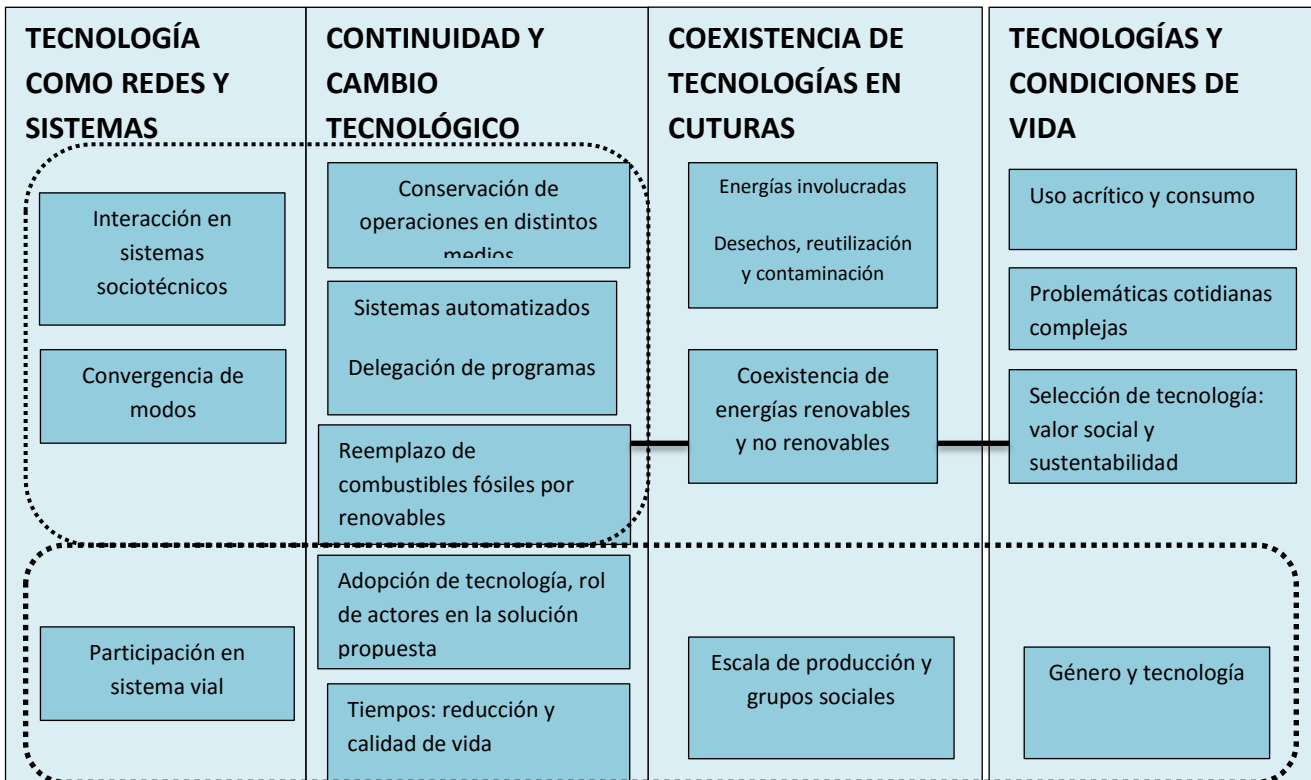 TECNOLOGÍA
COMO REDES Y
SISTEMAS
Interacción en
sistemas
sociotécnicos
Convergencia de
modos
Participación en
sistema vial
CONTINUIDAD Y
CAMBIO
TECNOLÓGICO
Conservación de
operaciones en distintos
medios
Sistemas automatizados
Delegación de programas
Reemplazo de
combustibles fósiles por
renovables
Adopción de tecnología, rol
de actores en la solución
propuesta
Tiempos: reducción y
calidad de vida
COEXISTENCIA DE
TECNOLOGÍAS EN
CUTURAS
Energías involucradas
Desechos, reutilización
y contaminación
Coexistencia de
energías renovables
y no renovables
Escala de producción y
grupos sociales
TECNOLOGÍAS Y
CONDICIONES DE
VIDA
Uso acrítico y consumo
Problemáticas cotidianas
complejas
Selección de tecnología:
valor social y
sustentabilidad
Género y tecnología